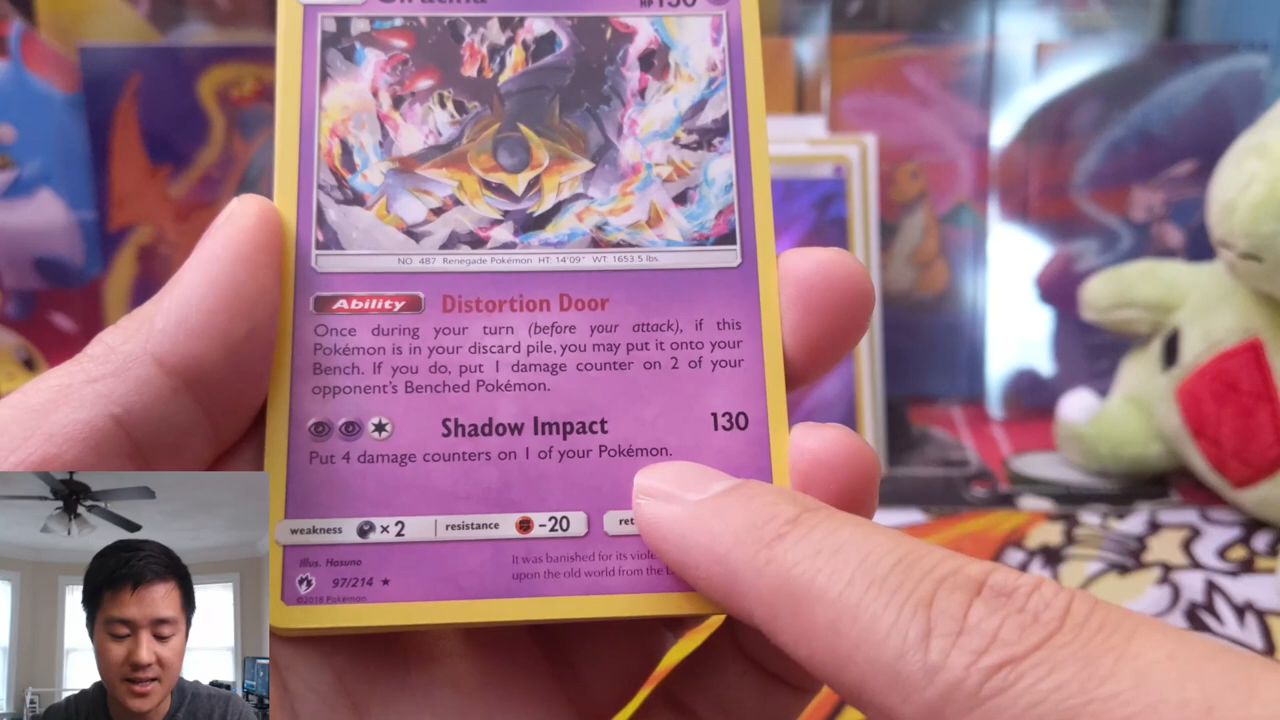 Giratina
HP130
NO. 487 Renegade Pokémon HT: 14'09" WT: 1653.5 lbs.
Ability Distortion Door
Once during your turn (before your attack), if this
Pokémon is in your discard pile, you may put it onto your
Bench. If you do, put 1 damage counter on 2 of your
opponent's Benched Pokémon.
Shadow Impact 130
Put 4 damage counters on 1 of your Pokémon.
weakness ×2 resistance -20 ret
Illus. Hasuno
It was banished for its
97/214
upon the old world from the
©2018 Pokémon